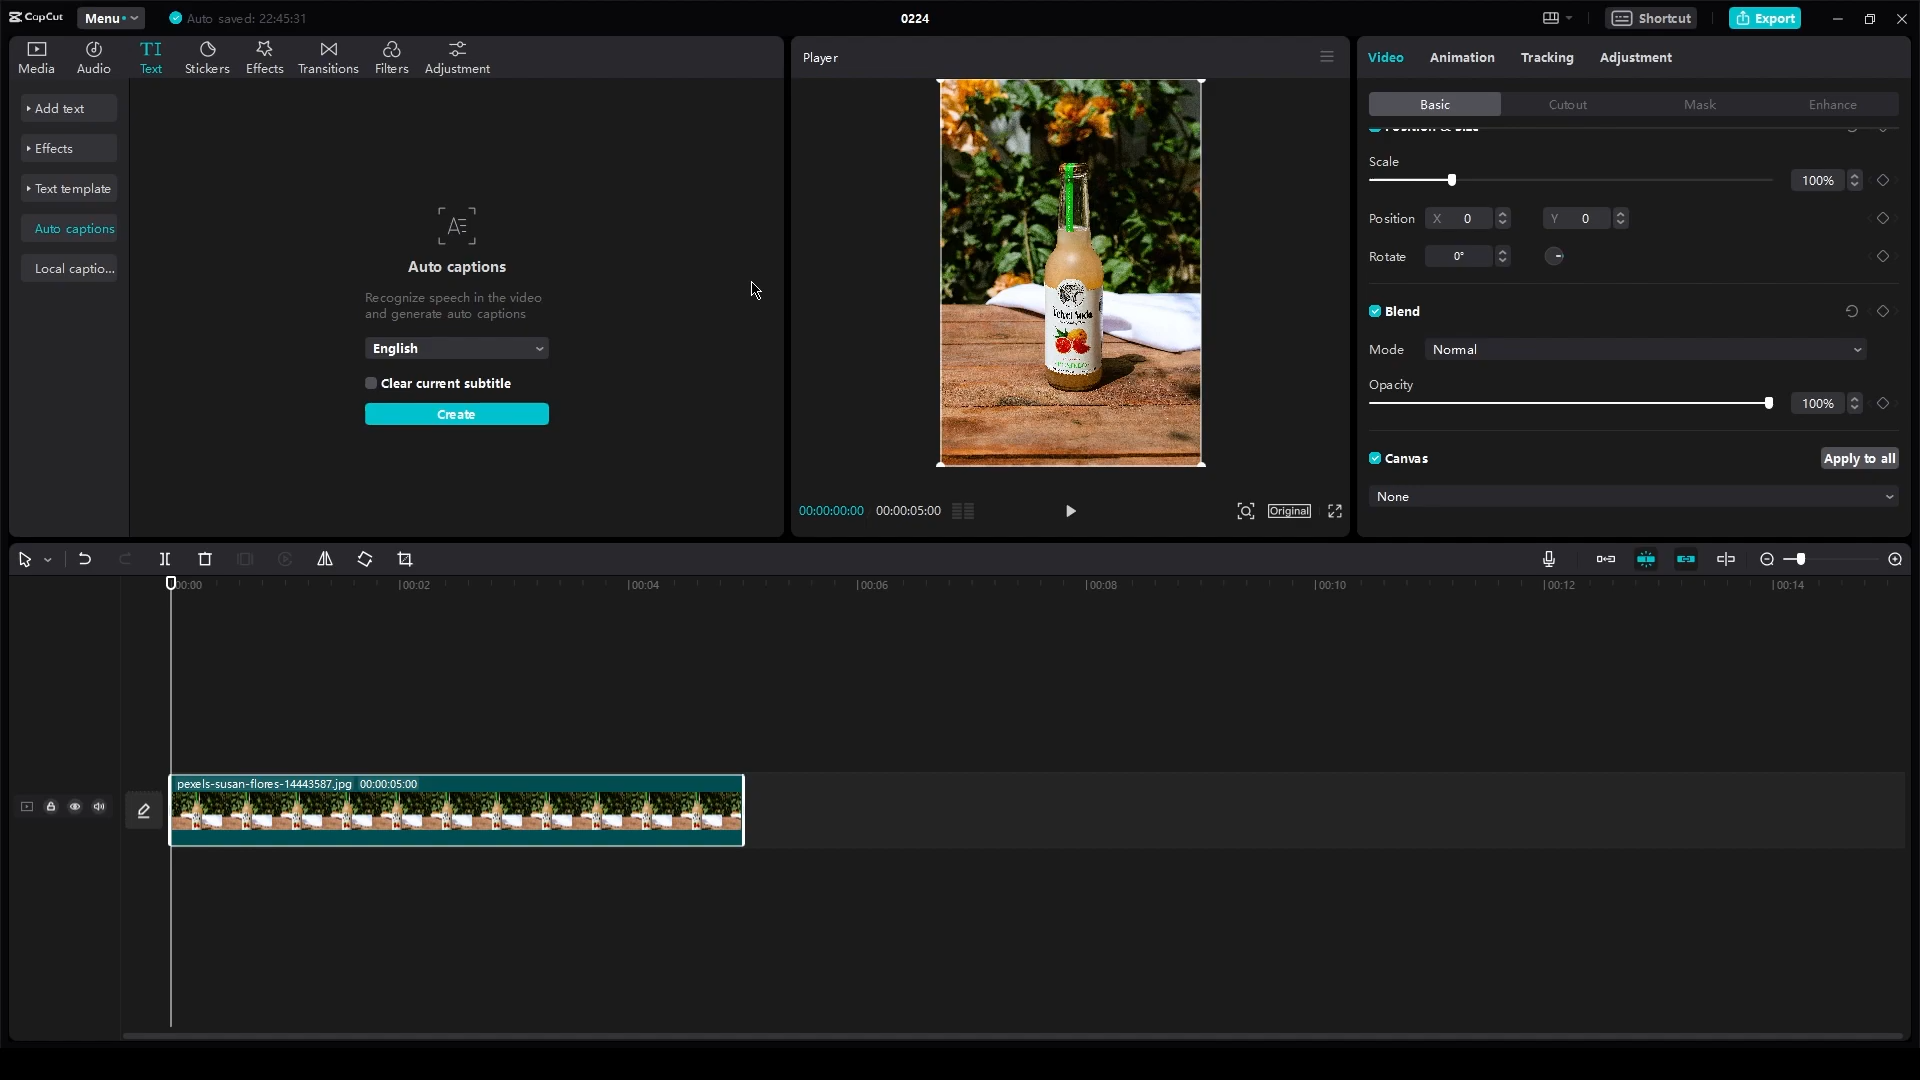 CapCut
Menu
Auto saved: 22:45:31
0224
Shortcut
Export
Media
Audio
TI
Text
Stickers
Effects
Transitions
Filters
Adjustment
Add text
Effects
Text template
Auto captions
Local captio...
Auto captions
Recognize speech in the video
and generate auto captions
English
Clear current subtitle
Create
Player
00:00:00:00
00:00:05:00
Original
Video
Animation
Tracking
Adjustment
Basic
Cutout
Mask
Enhance
Position & Size
Scale
100%
Position
X
0
Y
0
Rotate
0°
Blend
Mode
Normal
Opacity
100%
Canvas
Apply to all
None
00:00
00:02
00:04
00:06
00:08
00:10
00:12
00:14
pexels-susan-flores-14443587.jpg 00:00:05:00